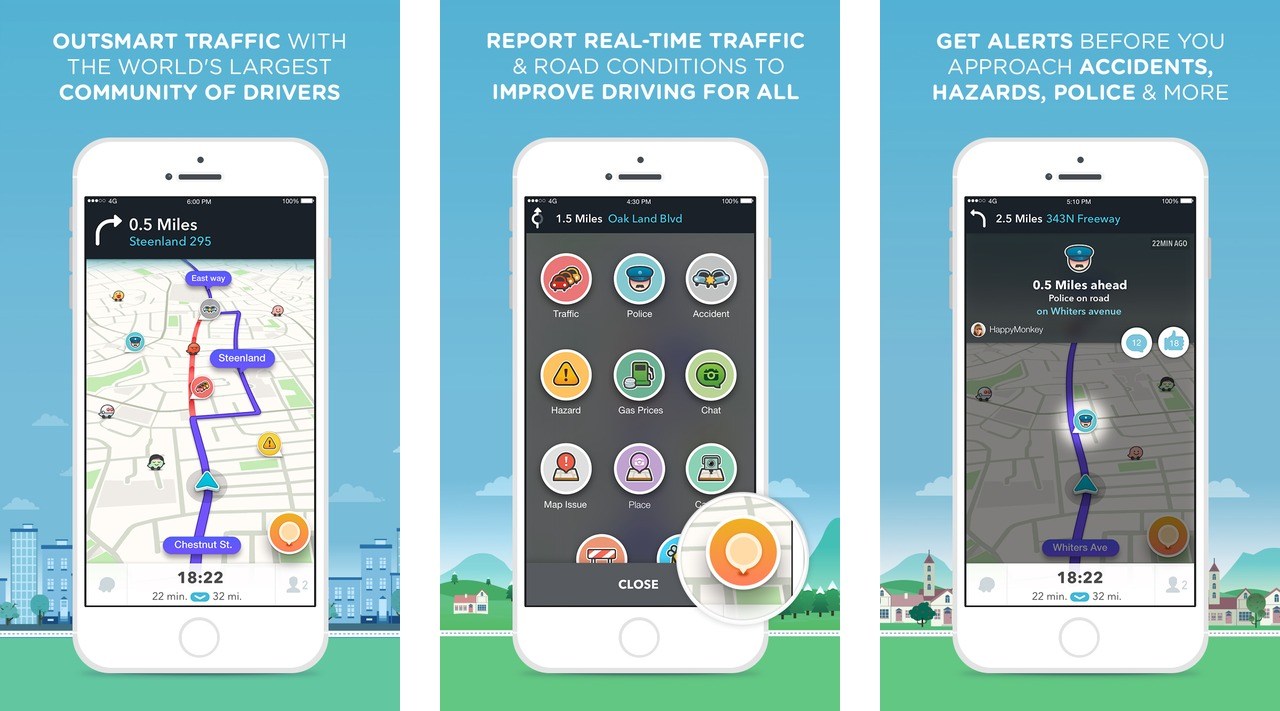 OUTSMART TRAFFIC WITH
THE WORLD'S LARGEST
COMMUNITY OF DRIVERS
4G 6:00 PM 100%
0.5 Miles
Steenland 295
East way
Steenland
Chestnut St.
18:22
22 min. 32 mi.
2
REPORT REAL-TIME TRAFFIC
& ROAD CONDITIONS TO
IMPROVE DRIVING FOR ALL
4G 4:30 PM 100%
1.5 Miles Oak Land Blvd
Traffic Police Accident
Hazard Gas Prices Chat
Map Issue Place
CLOSE
GET ALERTS BEFORE YOU
APPROACH ACCIDENTS,
HAZARDS, POLICE & MORE
4G 5:10 PM 100%
2.5 Miles 343N Freeway
22MIN AGO
0.5 Miles ahead
Police on road
on Whiters avenue
HappyMonkey
12 18
Whiters Ave
18:22
22 min. 32 mi.
2